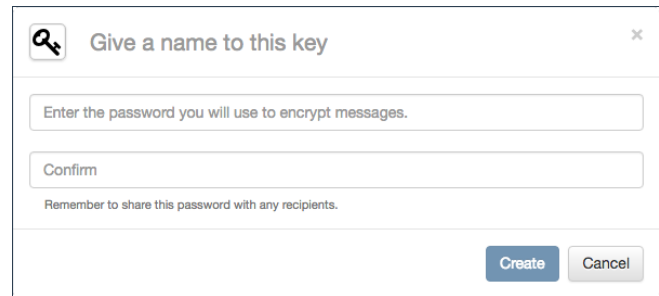 Give a name to this key
×
Enter the password you will use to encrypt messages.
Confirm
Remember to share this password with any recipients.
Create Cancel